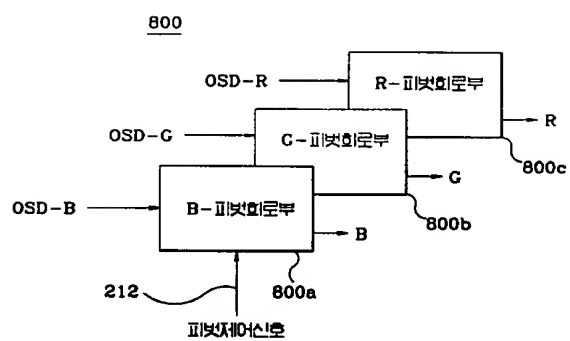 800
OSD-R
R-피벗회로부
R
800c
OSD-G
G-피벗회로부
G
800b
OSD-B
B-피벗회로부
B
800a
212
피벗제어신호